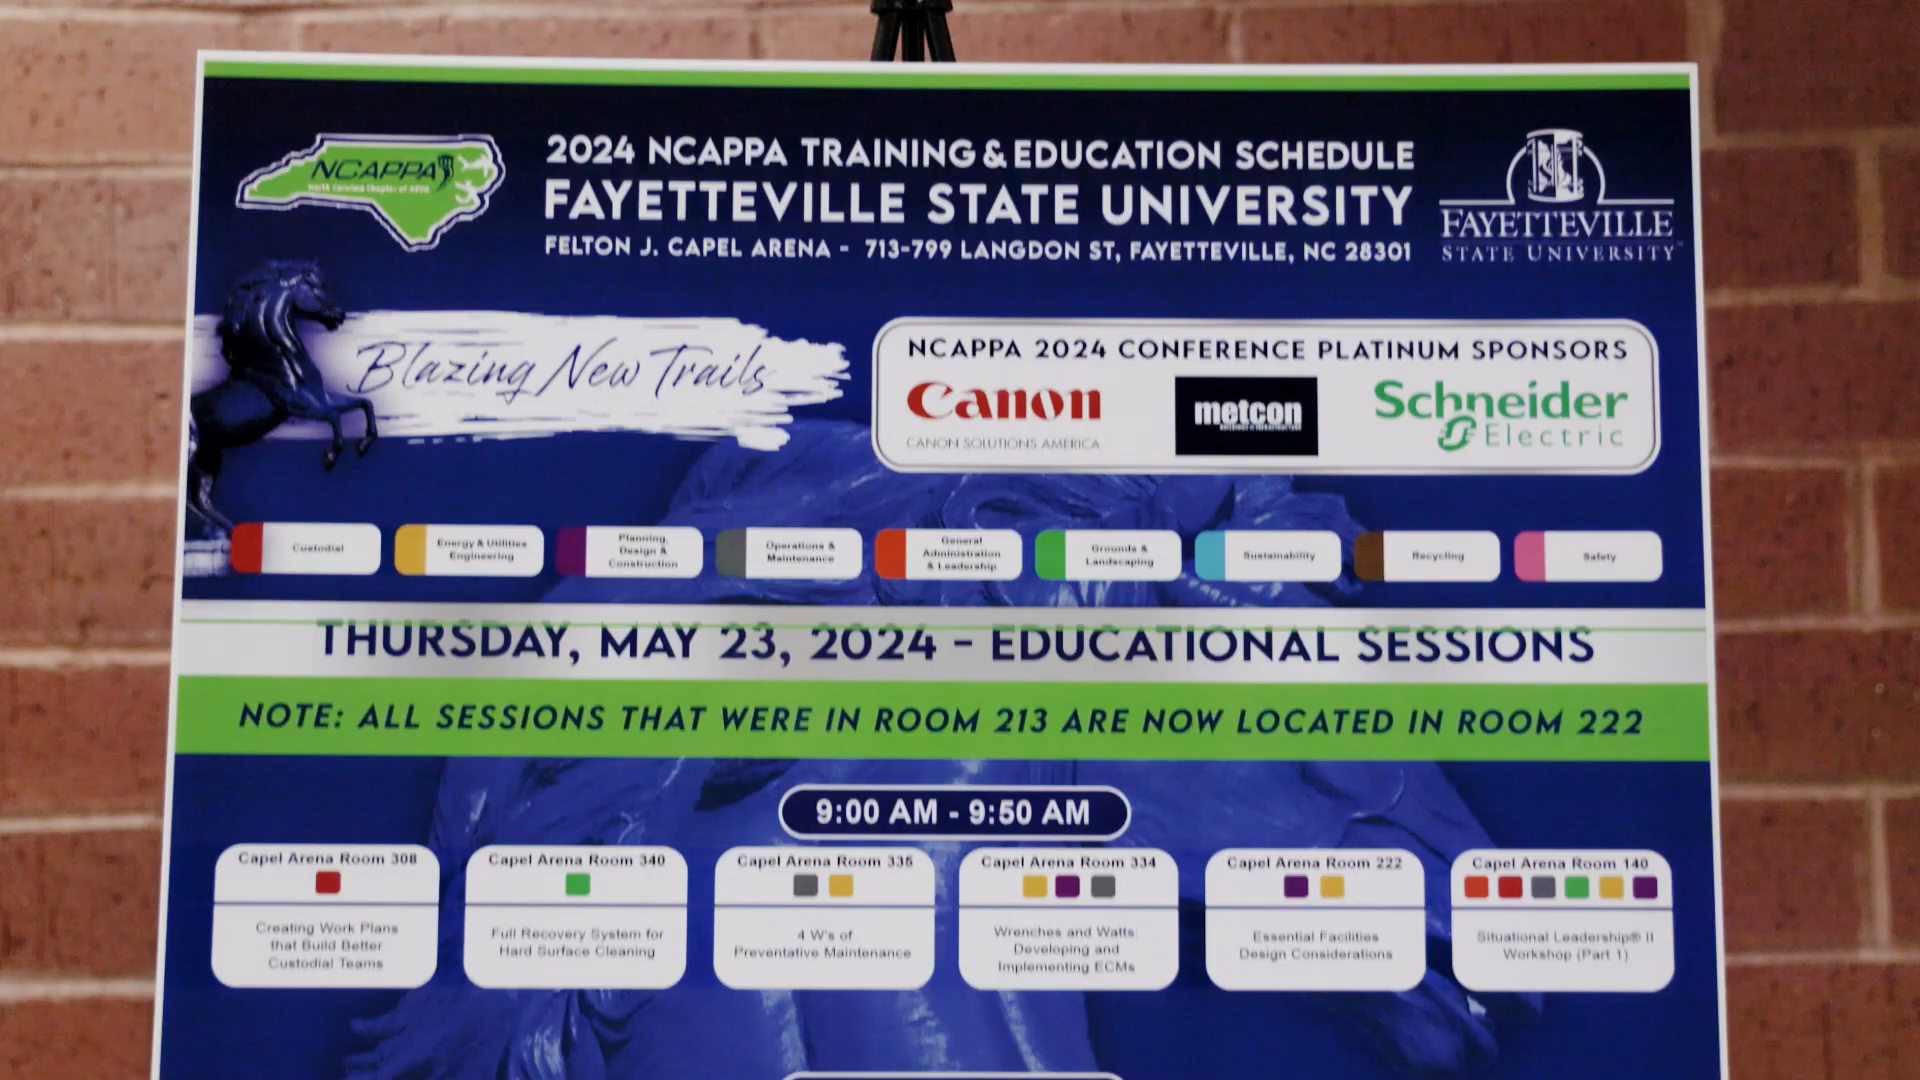 NCAPPA
North Carolina Chapter of APPA
2024 NCAPPA TRAINING & EDUCATION SCHEDULE
FAYETTEVILLE STATE UNIVERSITY
FELTON J. CAPEL ARENA - 713-799 LANGDON ST, FAYETTEVILLE, NC 28301
FAYETTEVILLE
STATE UNIVERSITY
Blazing New Trails
NCAPPA 2024 CONFERENCE PLATINUM SPONSORS
Canon
CANON SOLUTIONS AMERICA
metcon
Schneider
Electric
Custodial
Energy & Utilities
Engineering
Planning,
Design &
Construction
Operations &
Maintenance
General
Administration
& Leadership
Grounds &
Landscaping
Sustainability
Recycling
Safety
THURSDAY, MAY 23, 2024 - EDUCATIONAL SESSIONS
NOTE: ALL SESSIONS THAT WERE IN ROOM 213 ARE NOW LOCATED IN ROOM 222
9:00 AM - 9:50 AM
Capel Arena Room 308
Creating Work Plans
that Build Better
Custodial Teams
Capel Arena Room 340
Full Recovery System for
Hard Surface Cleaning
Capel Arena Room 335
4 W's of
Preventative Maintenance
Capel Arena Room 334
Wrenches and Watts:
Developing and
Implementing ECMs
Capel Arena Room 222
Essential Facilities
Design Considerations
Capel Arena Room 140
Situational Leadership® II
Workshop (Part 1)